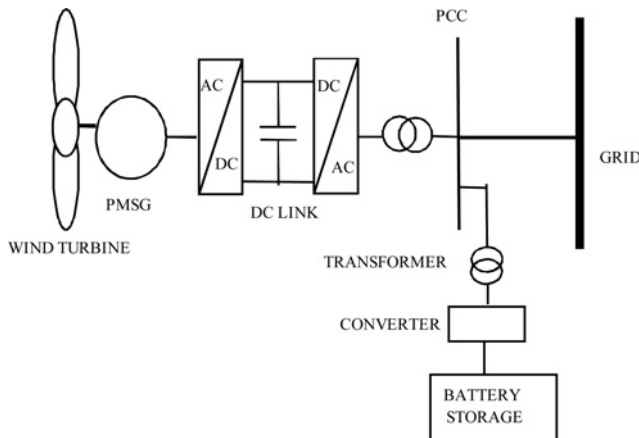 PCC
AC
DC
DC
AC
GRID
PMSG
DC LINK
WIND TURBINE
TRANSFORMER
CONVERTER
BATTERY
STORAGE